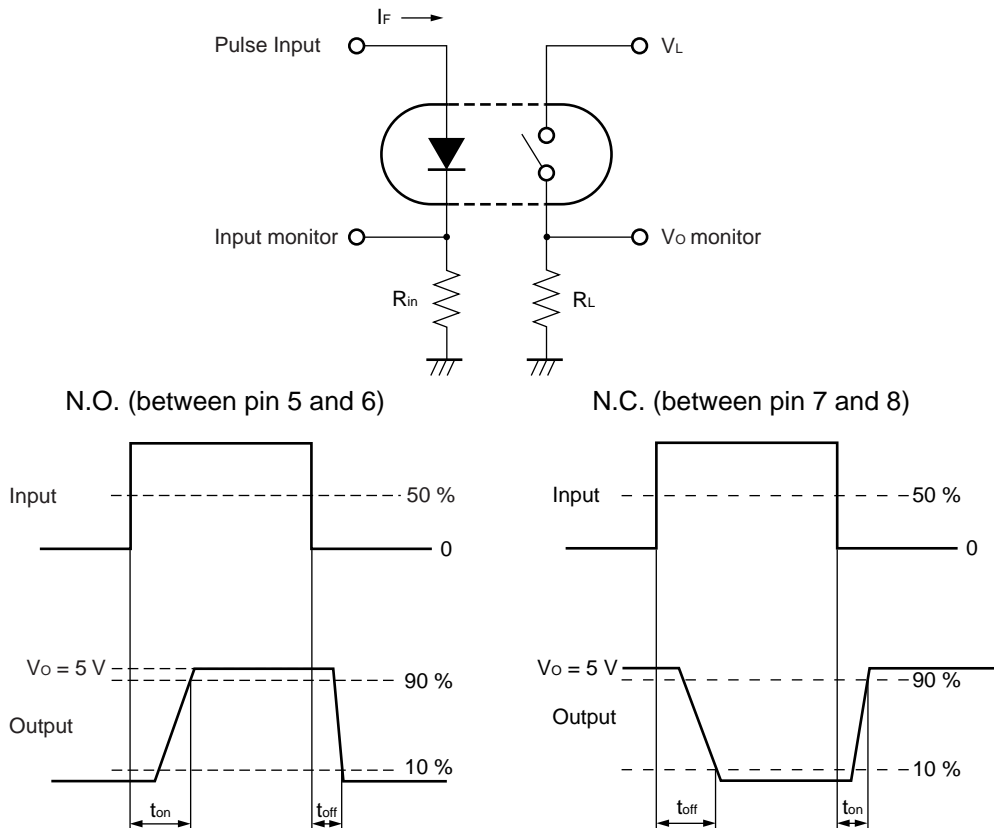 IF
Pulse Input
VL
Input monitor
VO monitor
Rin
RL
N.O. (between pin 5 and 6)
Input
50 %
0
VO = 5 V
90 %
Output
10 %
ton
toff
N.C. (between pin 7 and 8)
Input
50 %
0
VO = 5 V
90 %
Output
10 %
toff
ton